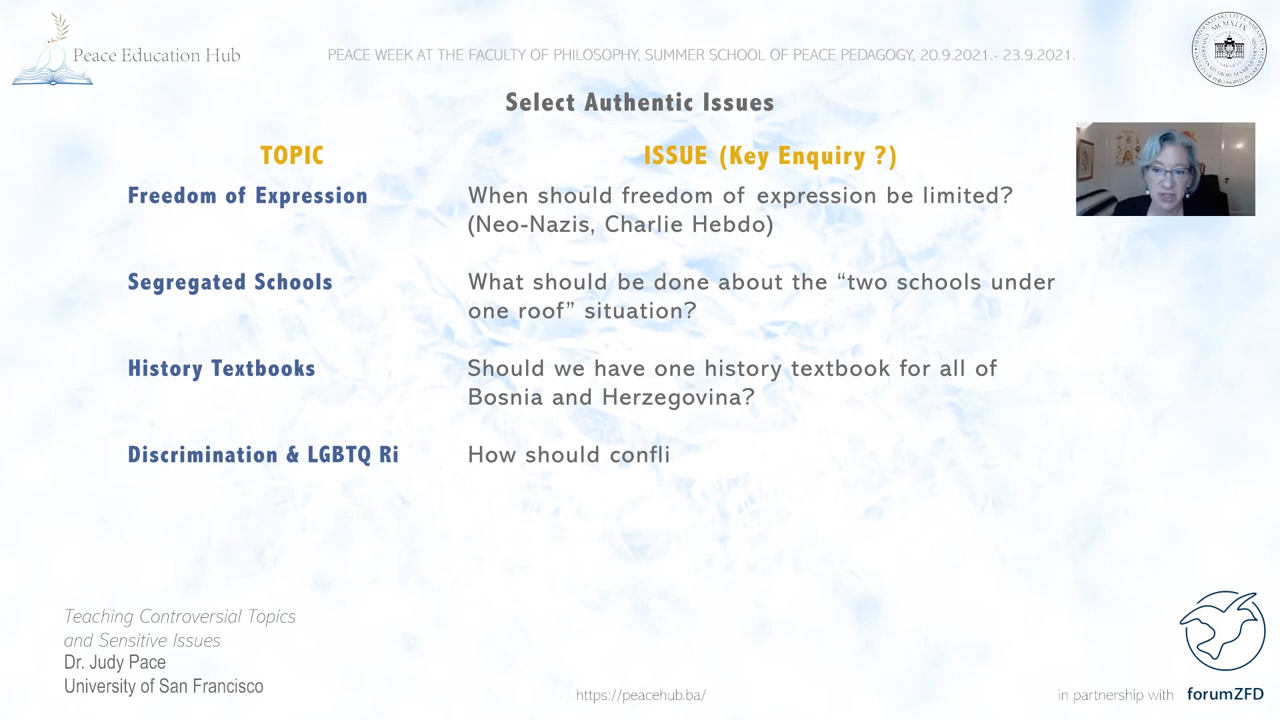 Peace Education Hub
PEACE WEEK AT THE FACULTY OF PHILOSOPHY, SUMMER SCHOOL OF PEACE PEDAGOGY, 20.9.2021.- 23.9.2021.
Select Authentic Issues
TOPIC
ISSUE (Key Enquiry ?)
Freedom of Expression
When should freedom of expression be limited?
(Neo-Nazis, Charlie Hebdo)
Segregated Schools
What should be done about the “two schools under
one roof” situation?
History Textbooks
Should we have one history textbook for all of
Bosnia and Herzegovina?
Discrimination & LGBTQ Ri
How should confli
Teaching Controversial Topics
and Sensitive Issues
Dr. Judy Pace
University of San Francisco
https://peacehub.ba/
in partnership with forumZFD